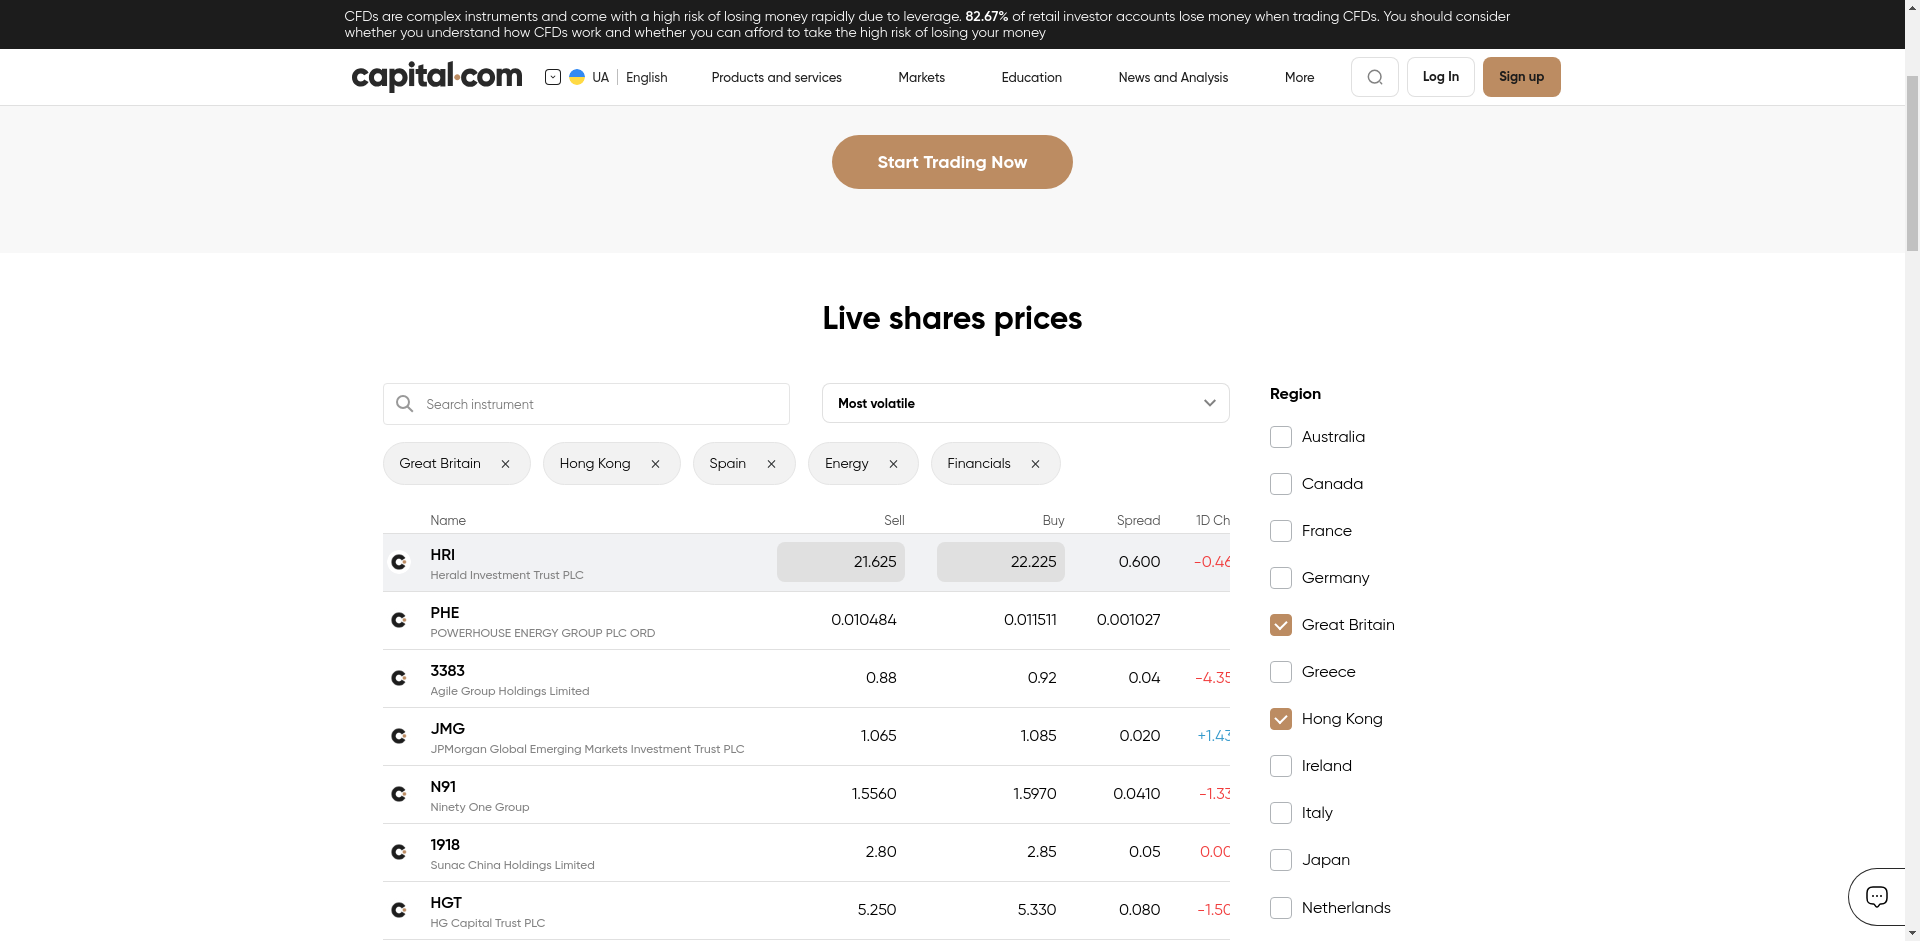 CFDs are complex instruments and come with a high risk of losing money rapidly due to leverage. 82.67% of retail investor accounts lose money when trading CFDs. You should consider
whether you understand how CFDs work and whether you can afford to take the high risk of losing your money
capital.com
UA English Products and services Markets Education News and Analysis More Log In Sign up
Start Trading Now
Live shares prices
Search instrument
Most volatile
Great Britain Hong Kong Spain Energy Financials
Name Sell Buy Spread 1D Ch
HRI 21.625 22.225 0.600 -0.46
Herald Investment Trust PLC
PHE 0.010484 0.011511 0.001027
POWERHOUSE ENERGY GROUP PLC ORD
3383 0.88 0.92 0.04 -4.35
Agile Group Holdings Limited
JMG 1.065 1.085 0.020 +1.43
JPMorgan Global Emerging Markets Investment Trust PLC
N91 1.5560 1.5970 0.0410 -1.33
Ninety One Group
1918 2.80 2.85 0.05 0.00
Sunac China Holdings Limited
HGT 5.250 5.330 0.080 -1.50
HG Capital Trust PLC
Region
Australia
Canada
France
Germany
Great Britain
Greece
Hong Kong
Ireland
Italy
Japan
Netherlands